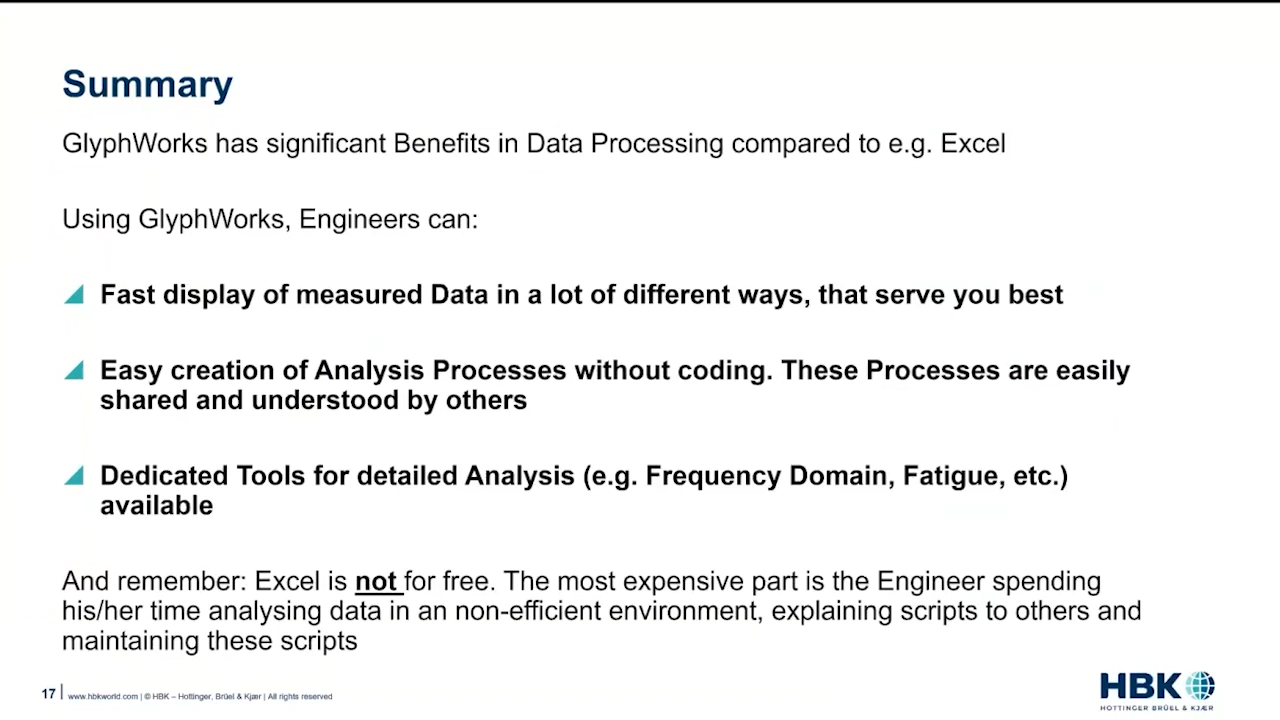 Summary
GlyphWorks has significant Benefits in Data Processing compared to e.g. Excel
Using GlyphWorks, Engineers can:
Fast display of measured Data in a lot of different ways, that serve you best
Easy creation of Analysis Processes without coding. These Processes are easily
shared and understood by others
Dedicated Tools for detailed Analysis (e.g. Frequency Domain, Fatigue, etc.)
available
And remember: Excel is not for free. The most expensive part is the Engineer spending
his/her time analysing data in an non-efficient environment, explaining scripts to others and
maintaining these scripts
17 | www.hbkworld.com | © HBK – Hottinger, Brüel & Kjær | All rights reserved
HBK
HOTTINGER BRÜEL & KJÆR